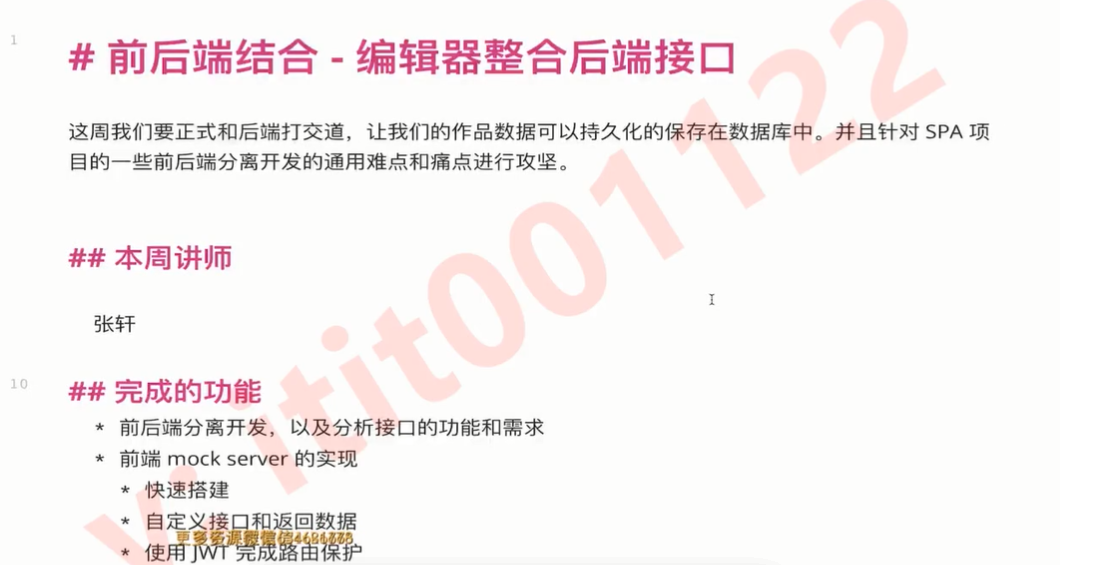 1
# 前后端结合 - 编辑器整合后端接口
这周我们要正式和后端打交道，让我们的作品数据可以持久化的保存在数据库中。并且针对 SPA 项
目的一些前后端分离开发的通用难点和痛点进行攻坚。
## 本周讲师
张轩
10
## 完成的功能
* 前后端分离开发，以及分析接口的功能和需求
* 前端 mock server 的实现
* 快速搭建
* 自定义接口和返回数据
* 使用 JWT 完成路由保护
v: itit001122